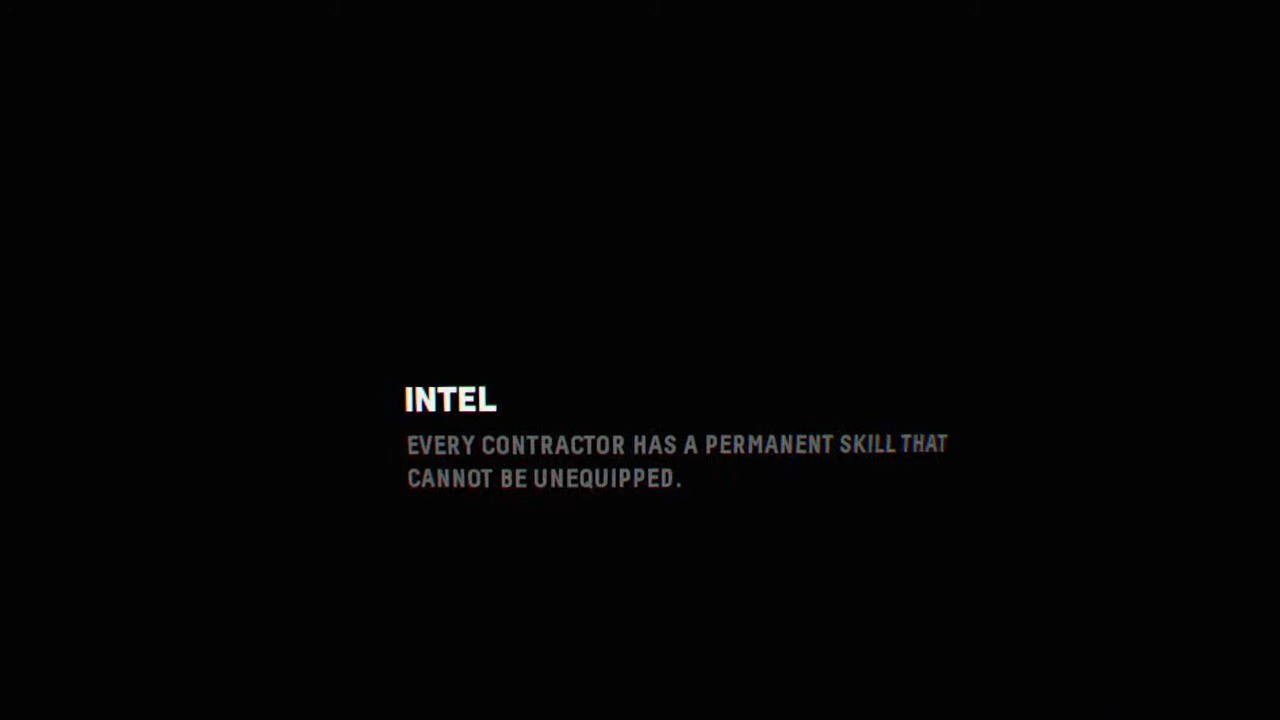 INTEL
EVERY CONTRACTOR HAS A PERMANENT SKILL THAT
CANNOT BE UNEQUIPPED.